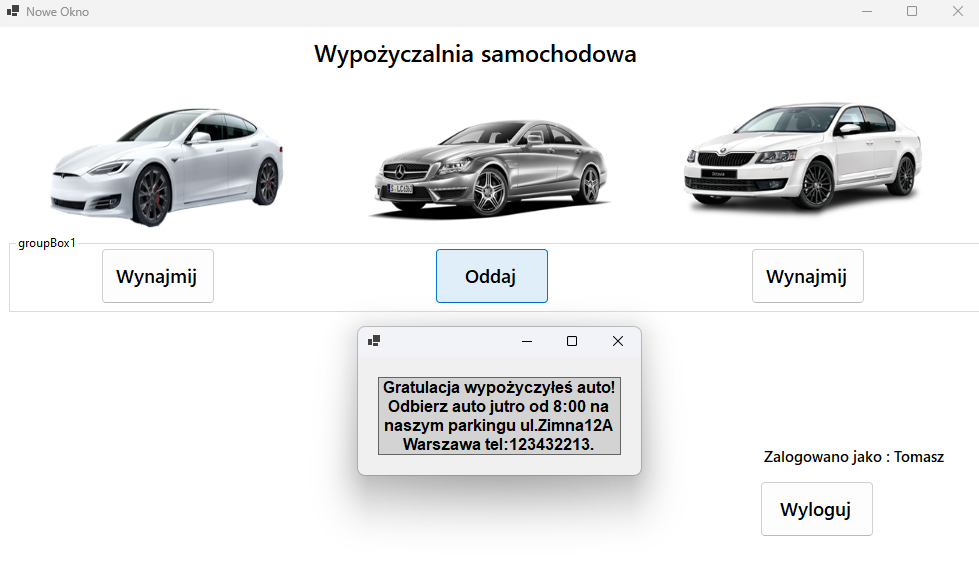 Nowe Okno
Wypożyczalnia samochodowa
groupBox1
Wynajmij
Oddaj
Wynajmij
Gratulacja wypożyczyłeś auto!
Odbierz auto jutro od 8:00 na
naszym parkingu ul.Zimna12A
Warszawa tel:123432213.
Zalogowano jako : Tomasz
Wyloguj